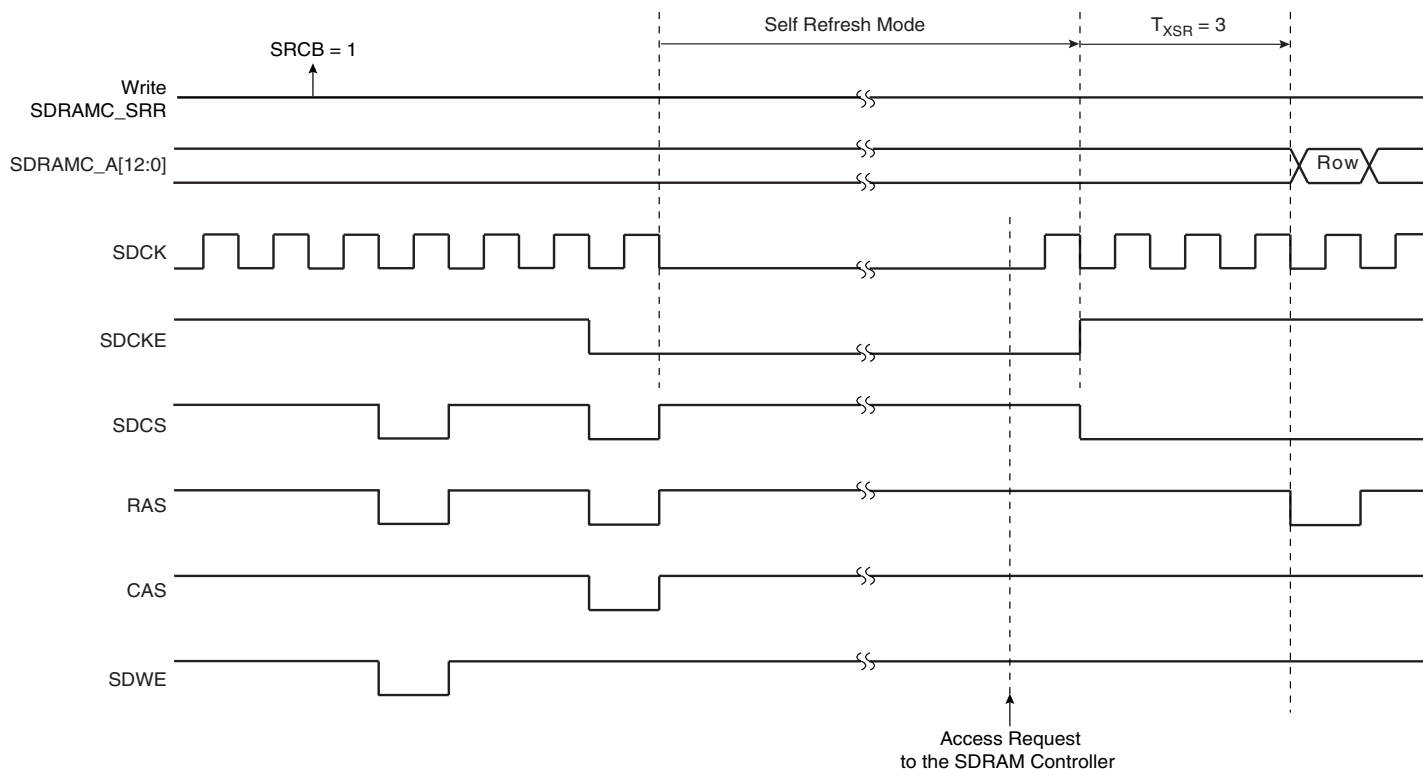 Self Refresh Mode
T_XSR = 3
SRCB = 1
Write
SDRAMC_SRR
SDRAMC_A[12:0]
Row
SDCK
SDCKE
SDCS
RAS
CAS
SDWE
Access Request
to the SDRAM Controller